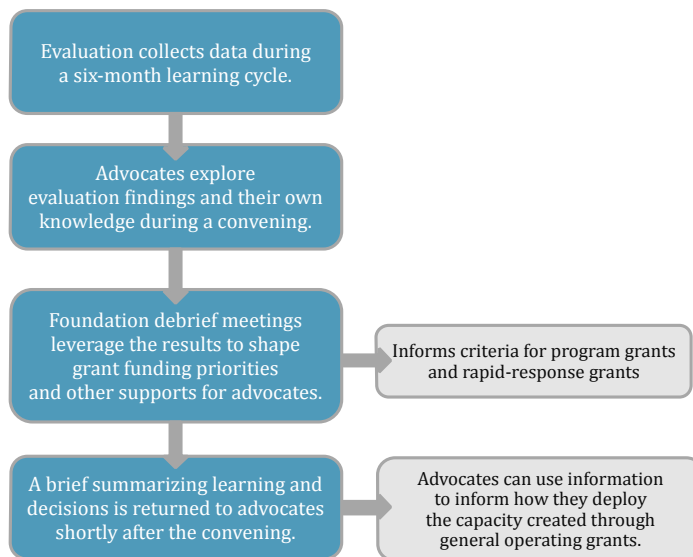 Evaluation collects data during
a six-month learning cycle.
Advocates explore
evaluation findings and their own
knowledge during a convening.
Foundation debrief meetings
leverage the results to shape
grant funding priorities
and other supports for advocates.
Informs criteria for program grants
and rapid-response grants
A brief summarizing learning and
decisions is returned to advocates
shortly after the convening.
Advocates can use information
to inform how they deploy
the capacity created through
general operating grants.